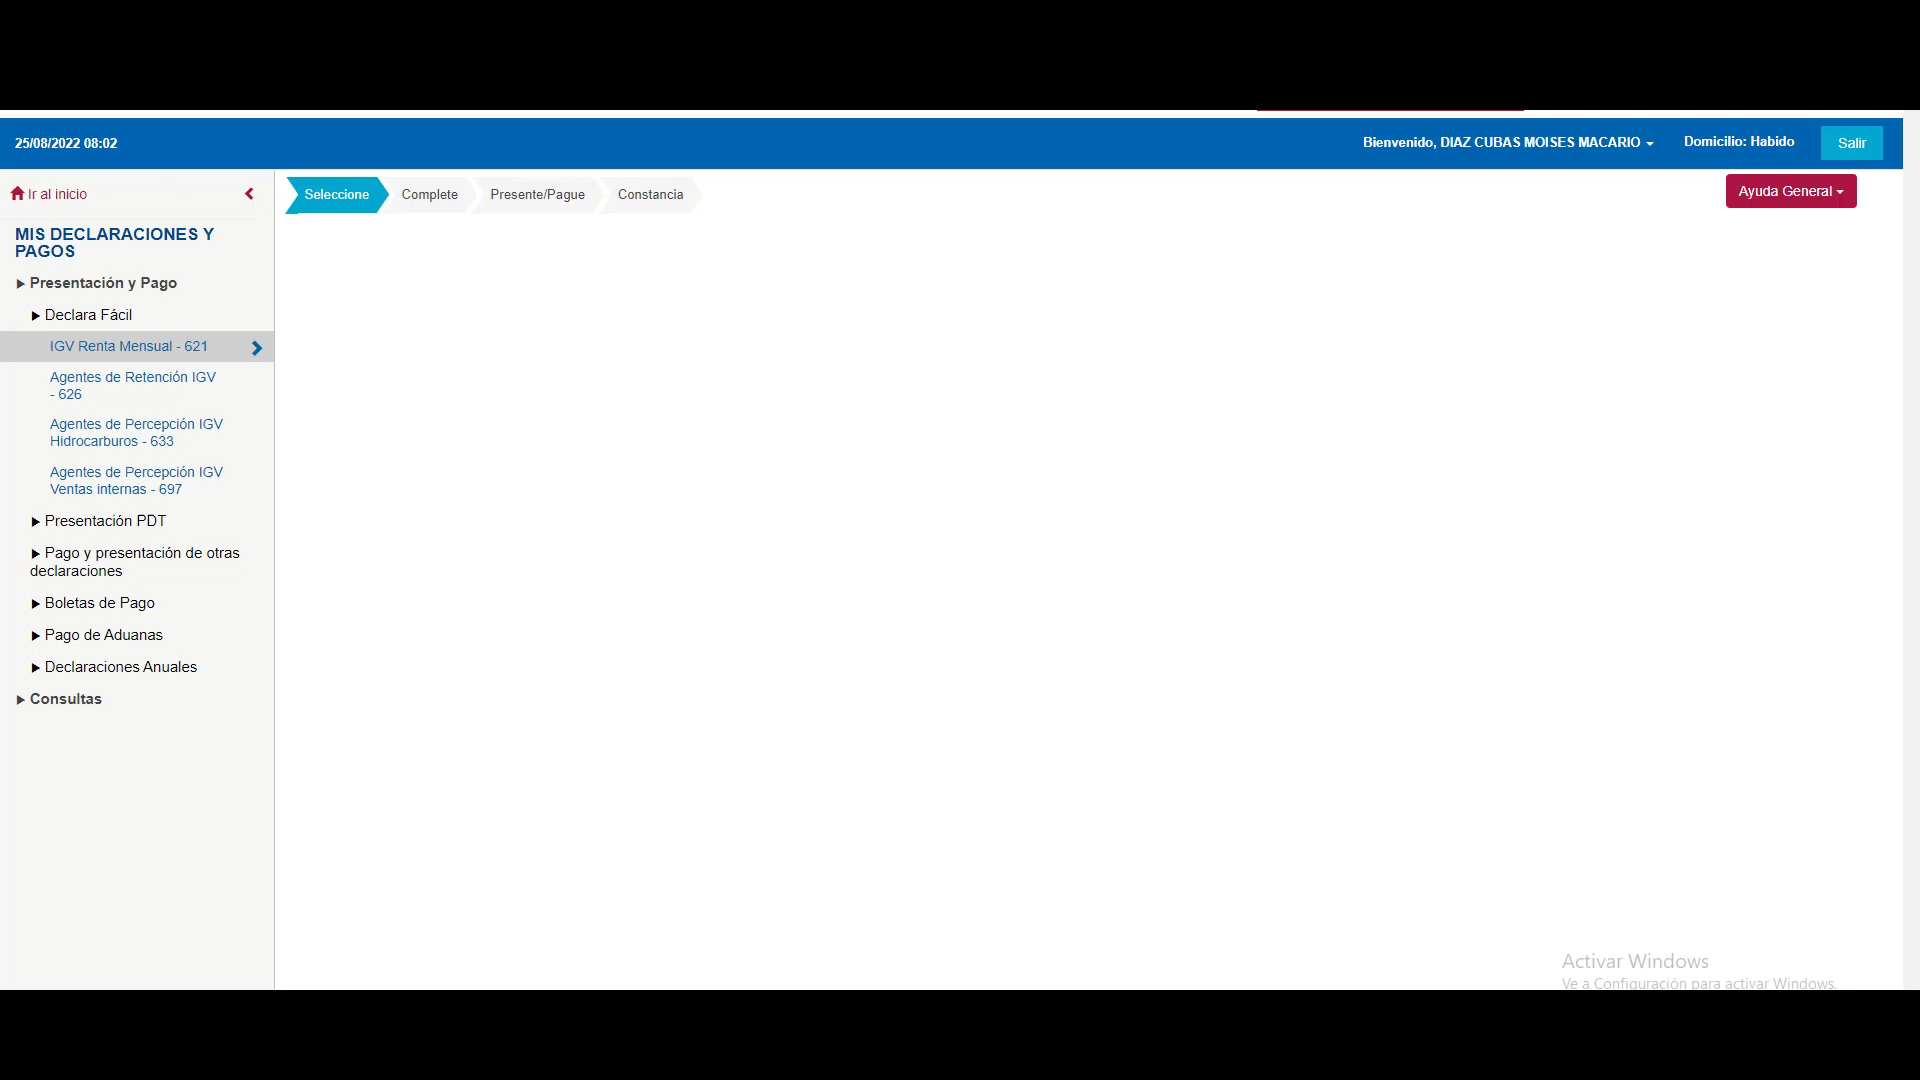 25/08/2022 08:02
Bienvenido, DIAZ CUBAS MOISES MACARIO
Domicilio: Habido
Salir
Ir al inicio
Seleccione
Complete
Presente/Pague
Constancia
Ayuda General
MIS DECLARACIONES Y
PAGOS
Presentación y Pago
Declara Fácil
IGV Renta Mensual - 621
Agentes de Retención IGV
- 626
Agentes de Percepción IGV
Hidrocarburos - 633
Agentes de Percepción IGV
Ventas internas - 697
Presentación PDT
Pago y presentación de otras
declaraciones
Boletas de Pago
Pago de Aduanas
Declaraciones Anuales
Consultas
Activar Windows
Ve a Configuración para activar Windows.